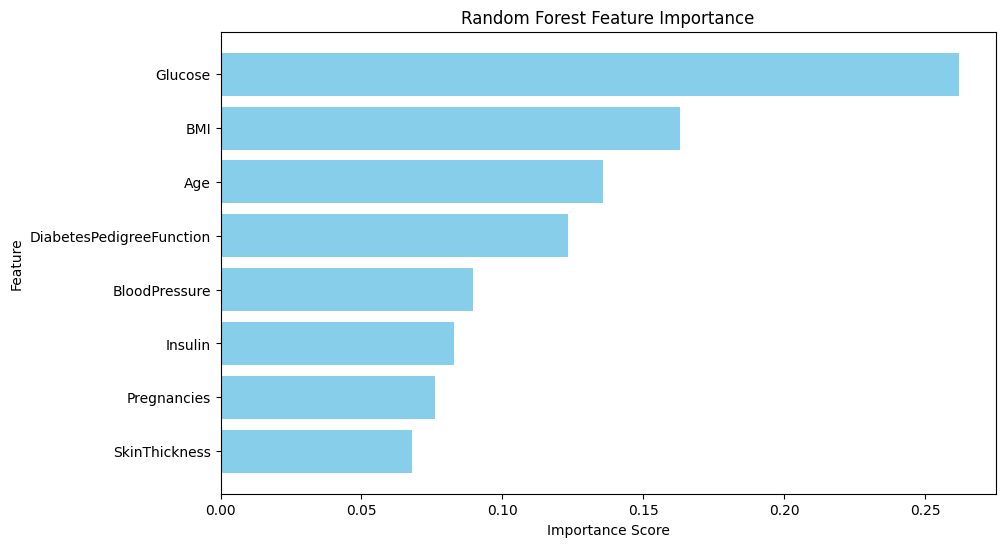 Random Forest Feature Importance
Feature
Glucose
BMI
Age
DiabetesPedigreeFunction
BloodPressure
Insulin
Pregnancies
SkinThickness
0.00 0.05 0.10 0.15 0.20 0.25
Importance Score